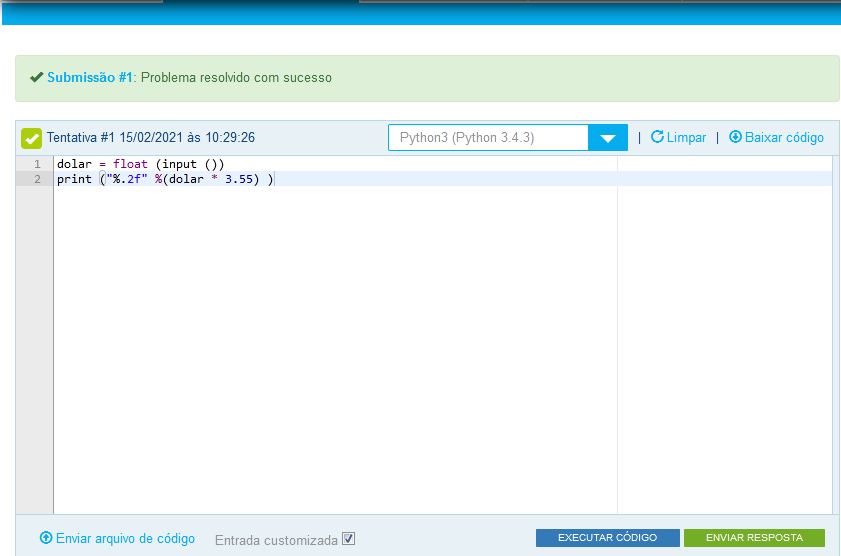 Submissão #1: Problema resolvido com sucesso
Tentativa #1 15/02/2021 às 10:29:26 Python3 (Python 3.4.3) | Limpar | Baixar código
1 dolar = float (input ())
2 print ("%.2f" %(dolar * 3.55) )
Enviar arquivo de código Entrada customizada EXECUTAR CÓDIGO ENVIAR RESPOSTA